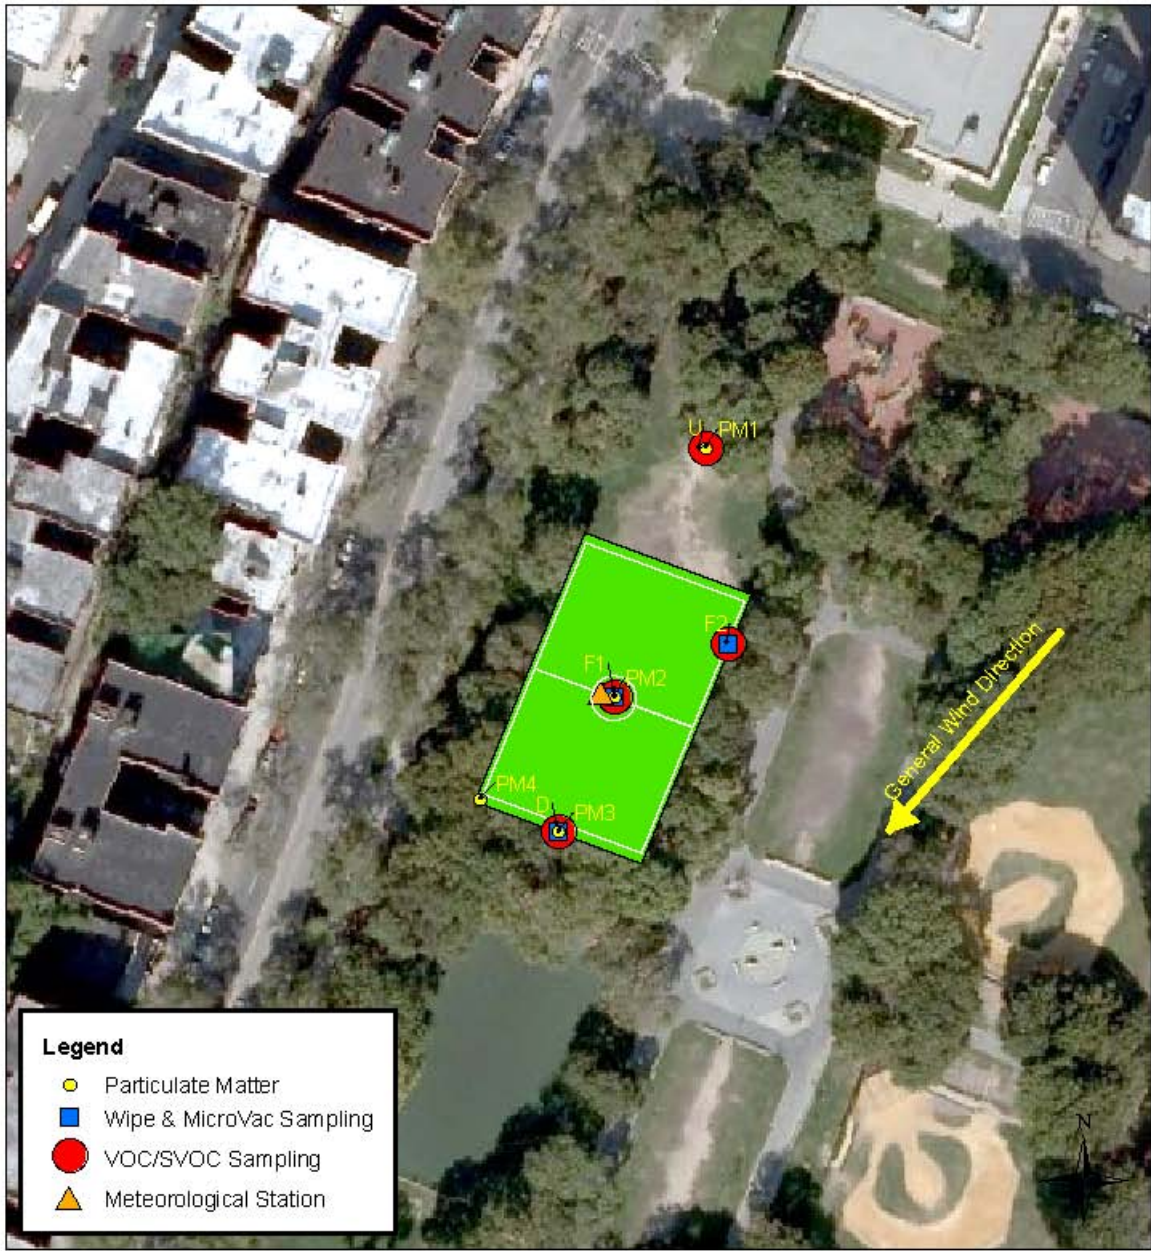 U PM1
F2
F1 PM2
General Wind Direction
PM4
D PM3
Legend
Particulate Matter
Wipe & MicroVac Sampling
VOC/SVOC Sampling
Meteorological Station
N